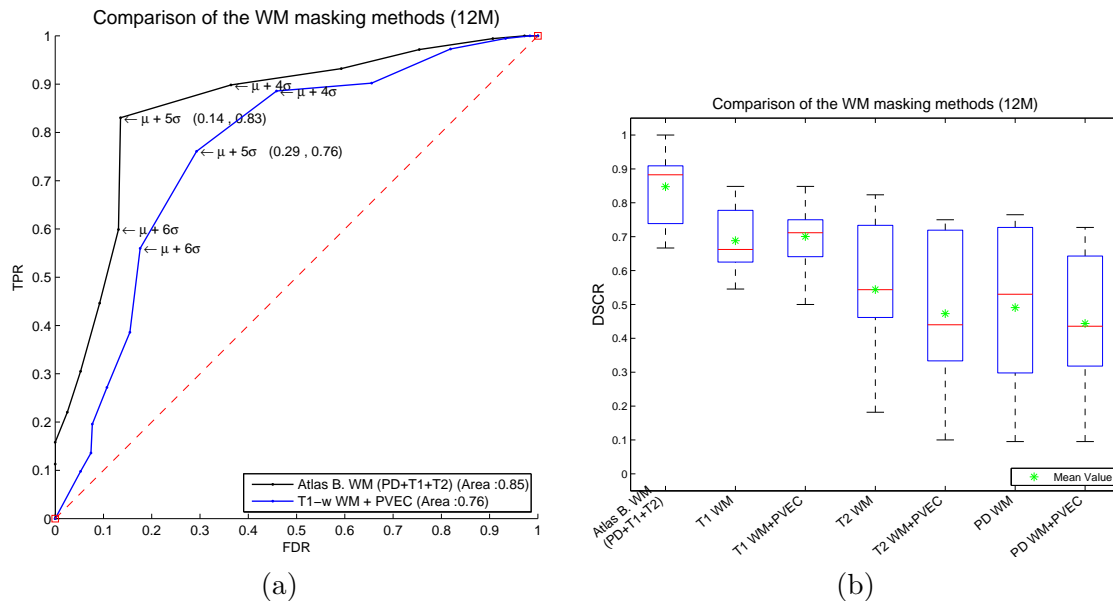 Comparison of the WM masking methods (12M)
1
0.9
0.8
0.7
0.6
0.5
0.4
0.3
0.2
0.1
0
TPR
← μ + 4σ
← μ + 4σ
← μ + 5σ (0.14 , 0.83)
← μ + 5σ (0.29 , 0.76)
← μ + 6σ
← μ + 6σ
Atlas B. WM (PD+T1+T2) (Area :0.85)
T1−w WM + PVEC (Area :0.76)
0 0.1 0.2 0.3 0.4 0.5 0.6 0.7 0.8 0.9 1
FDR
(a)
Comparison of the WM masking methods (12M)
1
0.9
0.8
0.7
0.6
0.5
0.4
0.3
0.2
0.1
0
DSCR
Mean Value
Atlas B. WM
(PD+T1+T2)
T1 WM
T1 WM+PVEC
T2 WM
T2 WM+PVEC
PD WM
PD WM+PVEC
(b)